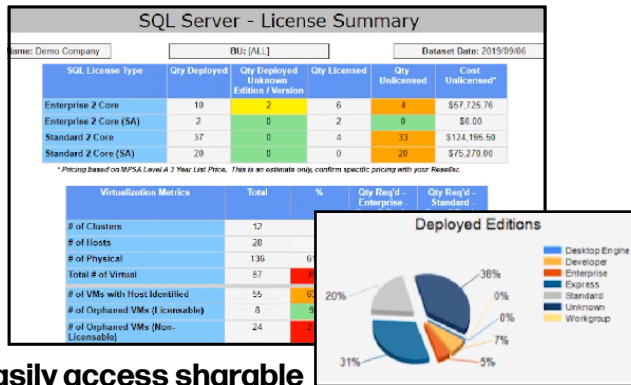 SQL Server - License Summary
Name: Demo Company BU: [ALL] Dataset Date: 2019/09/06
SQL License Type Qty Deployed Qty Deployed Unknown Edition / Version Qty Licensed Qty Unlicensed Cost Unlicensed*
Enterprise 2 Core 10 2 6 4 $57,725.76
Enterprise 2 Core (SA) 2 0 2 0 $0.00
Standard 2 Core 37 0 4 33 $124,195.50
Standard 2 Core (SA) 20 0 0 20 $75,270.00
* Pricing based on MPSA Level A 3 Year List Price. This is an estimate only, confirm specific pricing with your Reseller.
Virtualization Metrics Total % Qty Req'd - Enterprise - Qty Req'd - Standard -
# of Clusters 12
# of Hosts 28
# of Physical 136 61
Total # of Virtual 87
# of VMs with Host Identified 55
# of Orphaned VMs (Licensable) 8 9
# of Orphaned VMs (Non-Licensable) 24
Deployed Editions
Desktop Engine
Developer
Enterprise
Express
Standard
Unknown
Workgroup
38%
0%
0%
7%
5%
31%
20%
easily access sharable